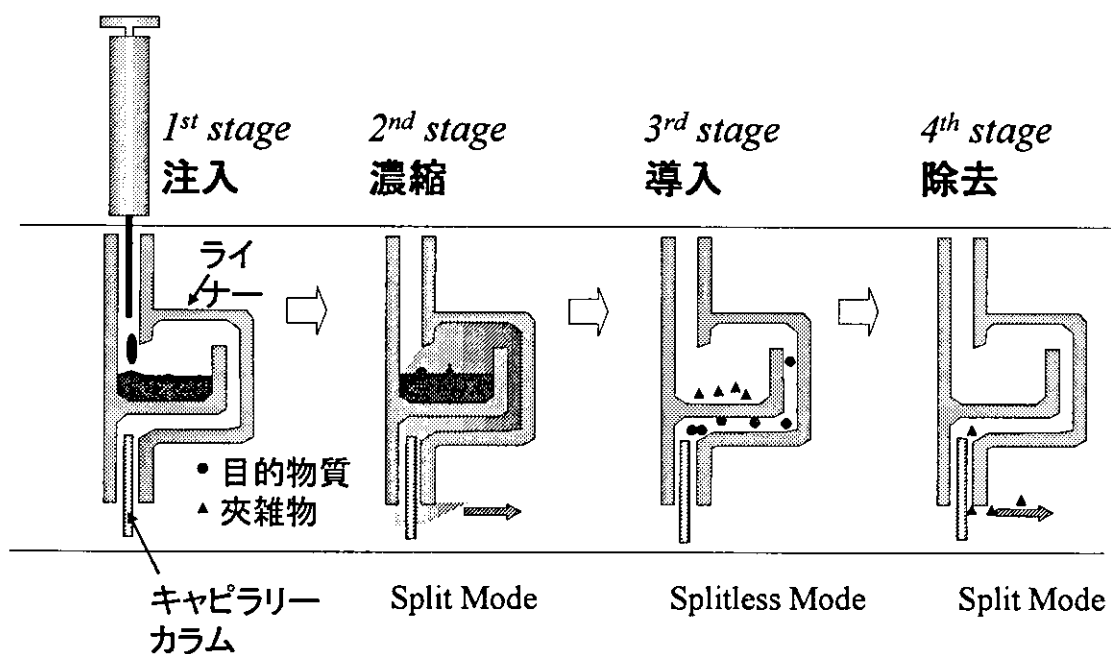 1st stage
注入
2nd stage
濃縮
3rd stage
導入
4th stage
除去
ライ
ナー
● 目的物質
▲ 夾雑物
キャピラリー
カラム
Split Mode
Splitless Mode
Split Mode